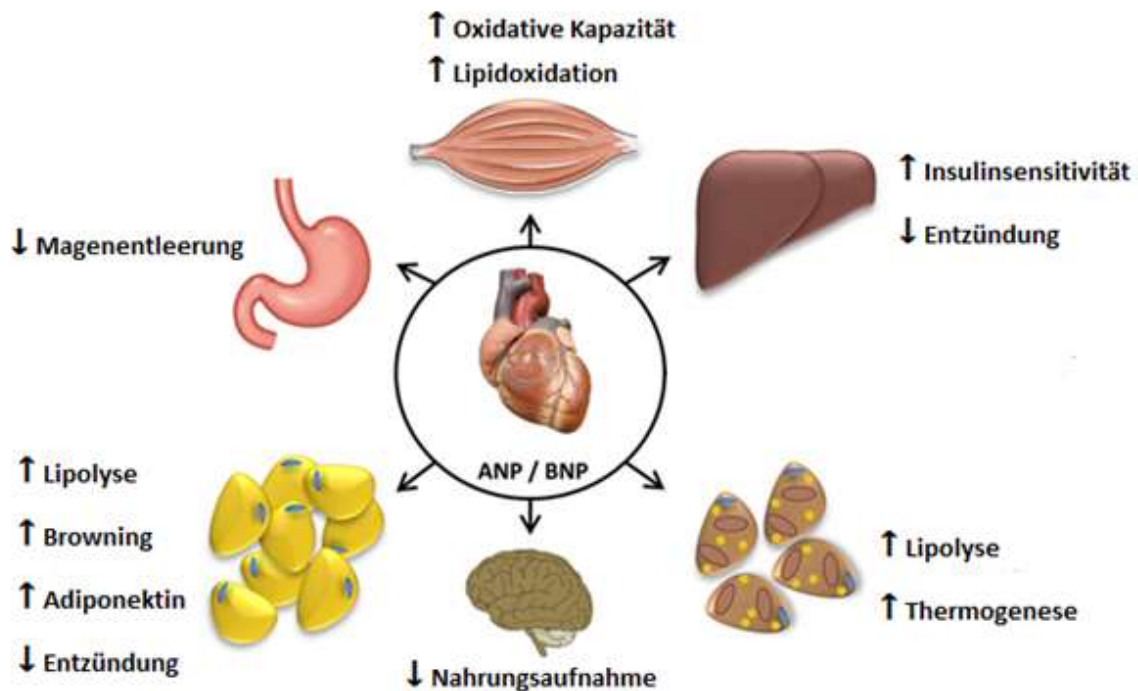 ↑ Oxidative Kapazität
↑ Lipidoxidation
↑ Insulinsensitivität
↓ Entzündung
↓ Magenentleerung
ANP / BNP
↑ Lipolyse
↑ Browning
↑ Adiponektin
↓ Entzündung
↑ Lipolyse
↑ Thermogenese
↓ Nahrungsaufnahme